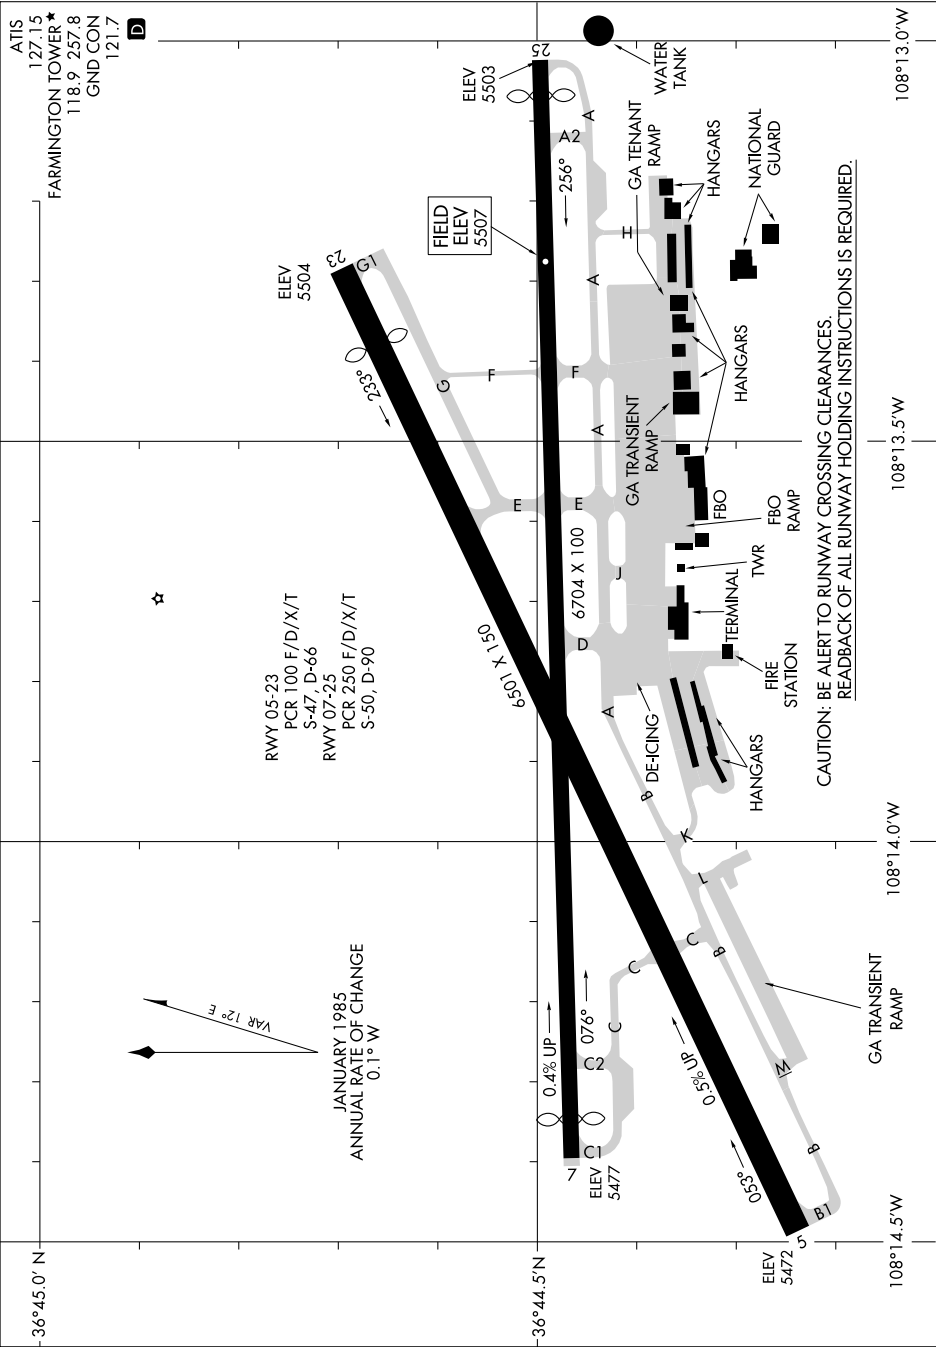 ATIS
127.15
FARMINGTON TOWER★
118.9 257.8
GND CON
121.7
D
108°13.0'W
108°13.5'W
108°14.0'W
108°14.5'W
36°45.0' N
36°44.5'N
WATER
TANK
25
ELEV
5503
A
A2
256°
FIELD
ELEV
5507
GA TENANT
RAMP
HANGARS
NATIONAL
GUARD
H
A
23
G1
ELEV
5504
233°
G
F
F
A
HANGARS
GA TRANSIENT
RAMP
E
E
6704 X 100
J
FBO
FBO
RAMP
TWR
TERMINAL
FIRE
STATION
D
6501 X 150
A
DE-ICING
B
HANGARS
K
L
RWY 05-23
PCR 100 F/D/X/T
S-47, D-66
RWY 07-25
PCR 250 F/D/X/T
S-50, D-90
CAUTION: BE ALERT TO RUNWAY CROSSING CLEARANCES.
READBACK OF ALL RUNWAY HOLDING INSTRUCTIONS IS REQUIRED.
VAR 12° E
JANUARY 1985
ANNUAL RATE OF CHANGE
0.1° W
C
C
B
C
076°
0.4% UP
C2
C1
7
ELEV
5477
0.5% UP
GA TRANSIENT
RAMP
M
053°
B
B1
5
ELEV
5472